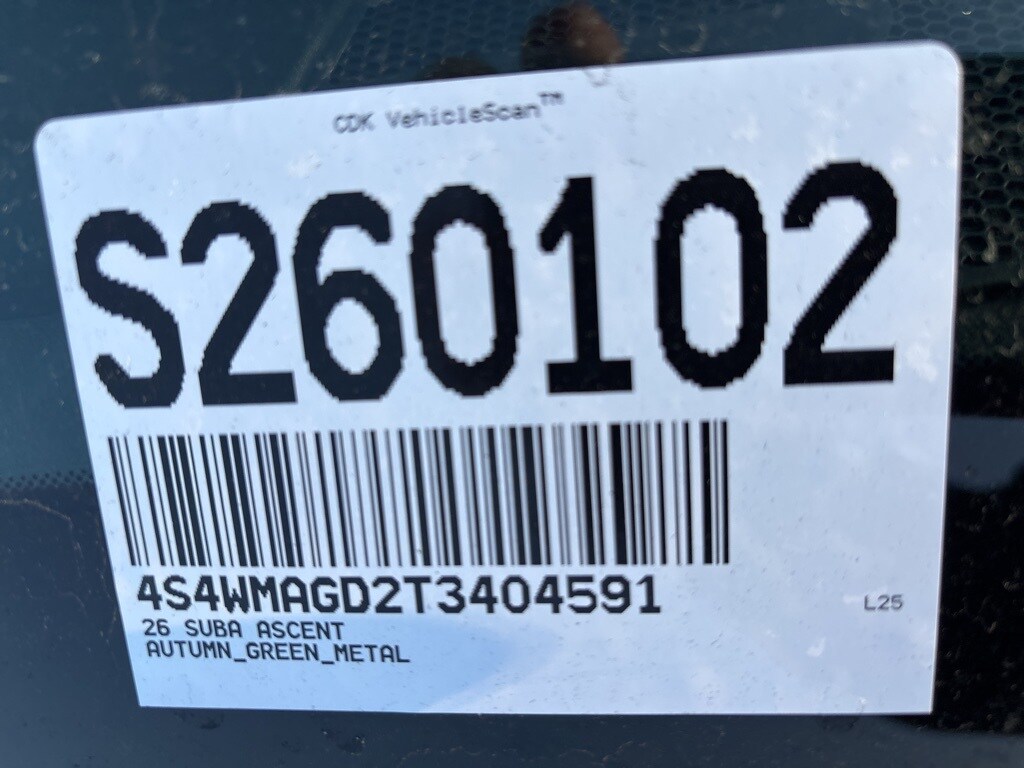 CDK VehicleScan™
S260102
4S4WMAGD2T3404591
L25
26 SUBA ASCENT
AUTUMN_GREEN_METAL